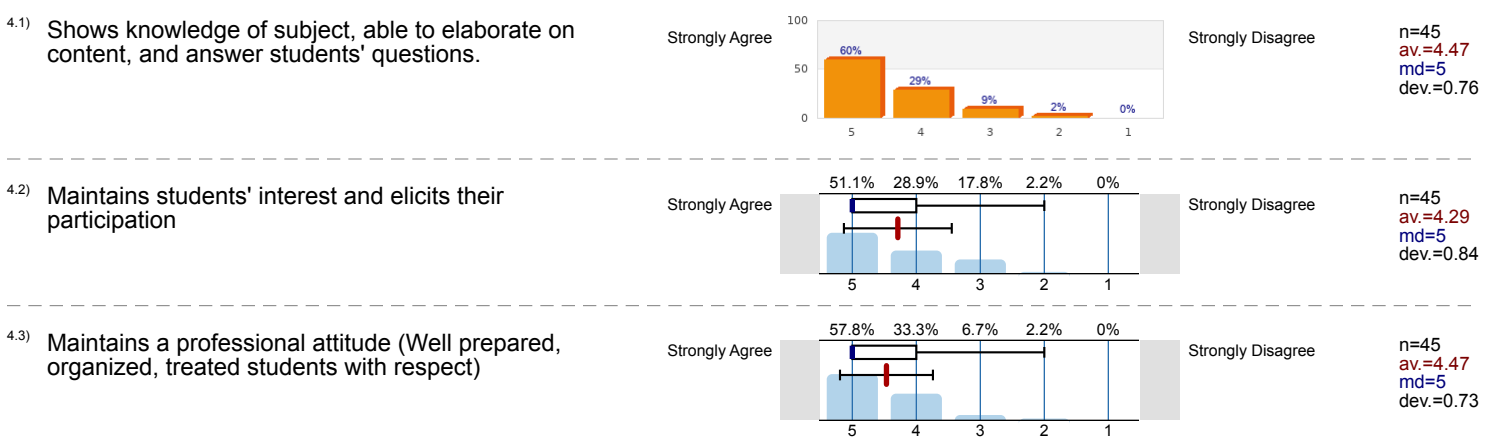 4.1) Shows knowledge of subject, able to elaborate on
content, and answer students' questions.
Strongly Agree
100
50
0
60%
29%
9%
2%
0%
5 4 3 2 1
Strongly Disagree
n=45
av.=4.47
md=5
dev.=0.76
4.2) Maintains students' interest and elicits their
participation
Strongly Agree
51.1% 28.9% 17.8% 2.2% 0%
5 4 3 2 1
Strongly Disagree
n=45
av.=4.29
md=5
dev.=0.84
4.3) Maintains a professional attitude (Well prepared,
organized, treated students with respect)
Strongly Agree
57.8% 33.3% 6.7% 2.2% 0%
5 4 3 2 1
Strongly Disagree
n=45
av.=4.47
md=5
dev.=0.73